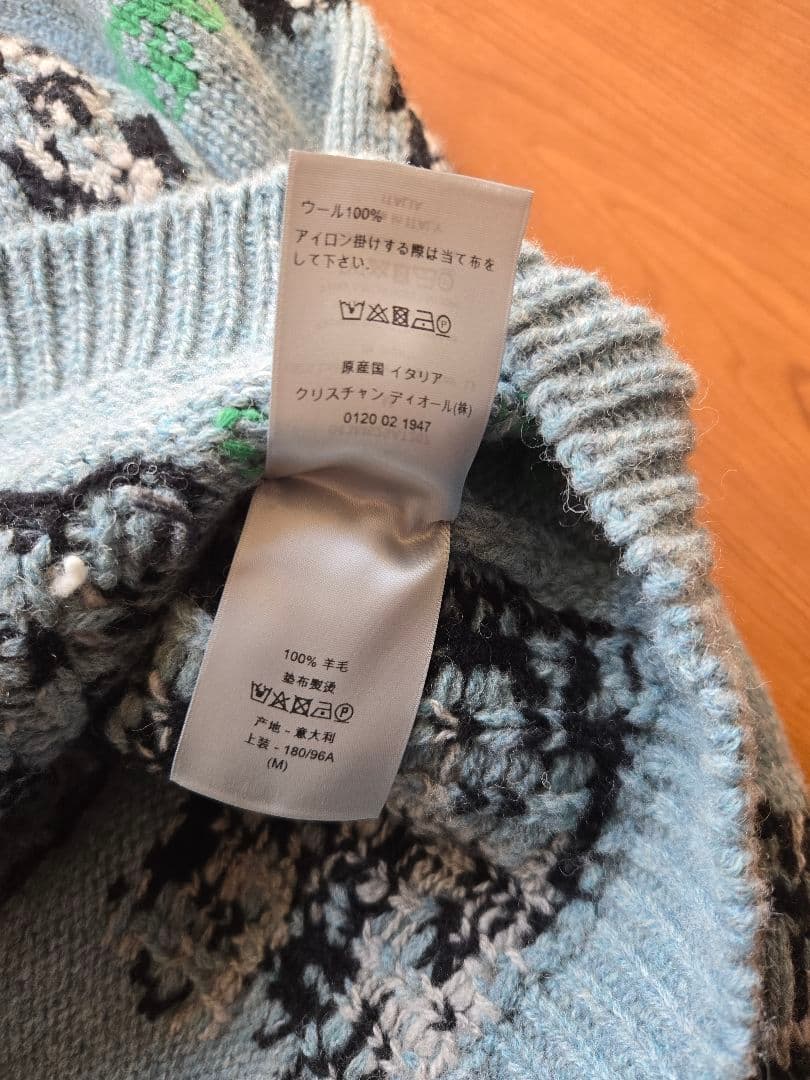 ウール100%
アイロン掛けする際は当て布を
して下さい.
原産国 イタリア
クリスチャン ディオール(株)
0120 02 1947
100% 羊毛
垫布熨烫
产地 - 意大利
上装 - 180/96A
(M)